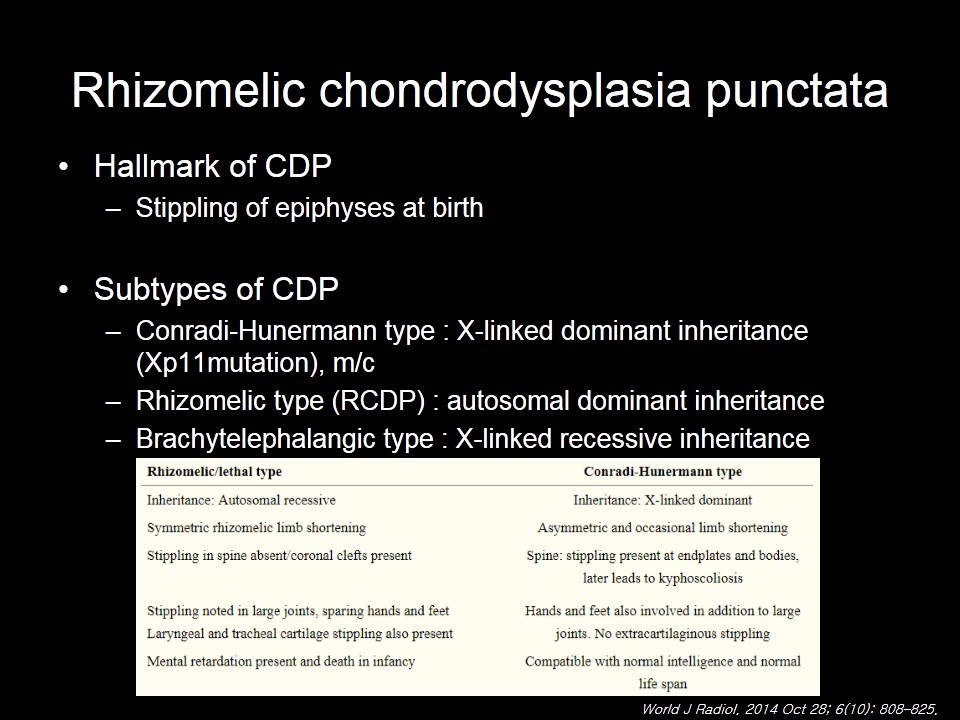 Rhizomelic chondrodysplasia punctata
• Hallmark of CDP
– Stippling of epiphyses at birth
• Subtypes of CDP
– Conradi-Hunermann type : X-linked dominant inheritance
(Xp11mutation), m/c
– Rhizomelic type (RCDP) : autosomal dominant inheritance
– Brachytelephalangic type : X-linked recessive inheritance
Rhizomelic/lethal type Conradi-Hunermann type
Inheritance: Autosomal recessive Inheritance: X-linked dominant
Symmetric rhizomelic limb shortening Asymmetric and occasional limb shortening
Stippling in spine absent/coronal clefts present Spine: stippling present at endplates and bodies,
later leads to kyphoscoliosis
Stippling noted in large joints, sparing hands and feet Hands and feet also involved in addition to large
Laryngeal and tracheal cartilage stippling also present joints. No extracartilaginous stippling
Mental retardation present and death in infancy Compatible with normal intelligence and normal
life span
World J Radiol. 2014 Oct 28; 6(10): 808–825.